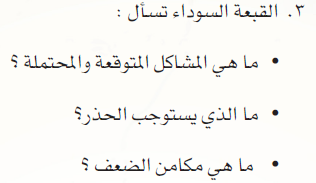 ٣. القبعة السوداء تسأل :
• ما هي المشاكل المتوقعة والمحتملة ؟
• ما الذي يستوجب الحذر؟
• ما هي مكامن الضعف ؟